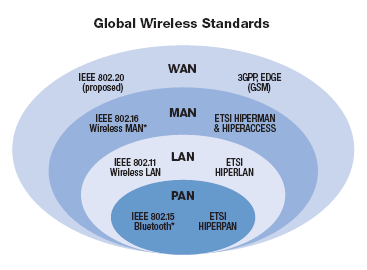 Global Wireless Standards
WAN
IEEE 802.20
(proposed)
3GPP, EDGE
(GSM)
MAN
IEEE 802.16
Wireless MAN*
ETSI HIPERMAN
& HIPERACCESS
LAN
IEEE 802.11
Wireless LAN
ETSI
HIPERLAN
PAN
IEEE 802.15
Bluetooth*
ETSI
HIPERPAN